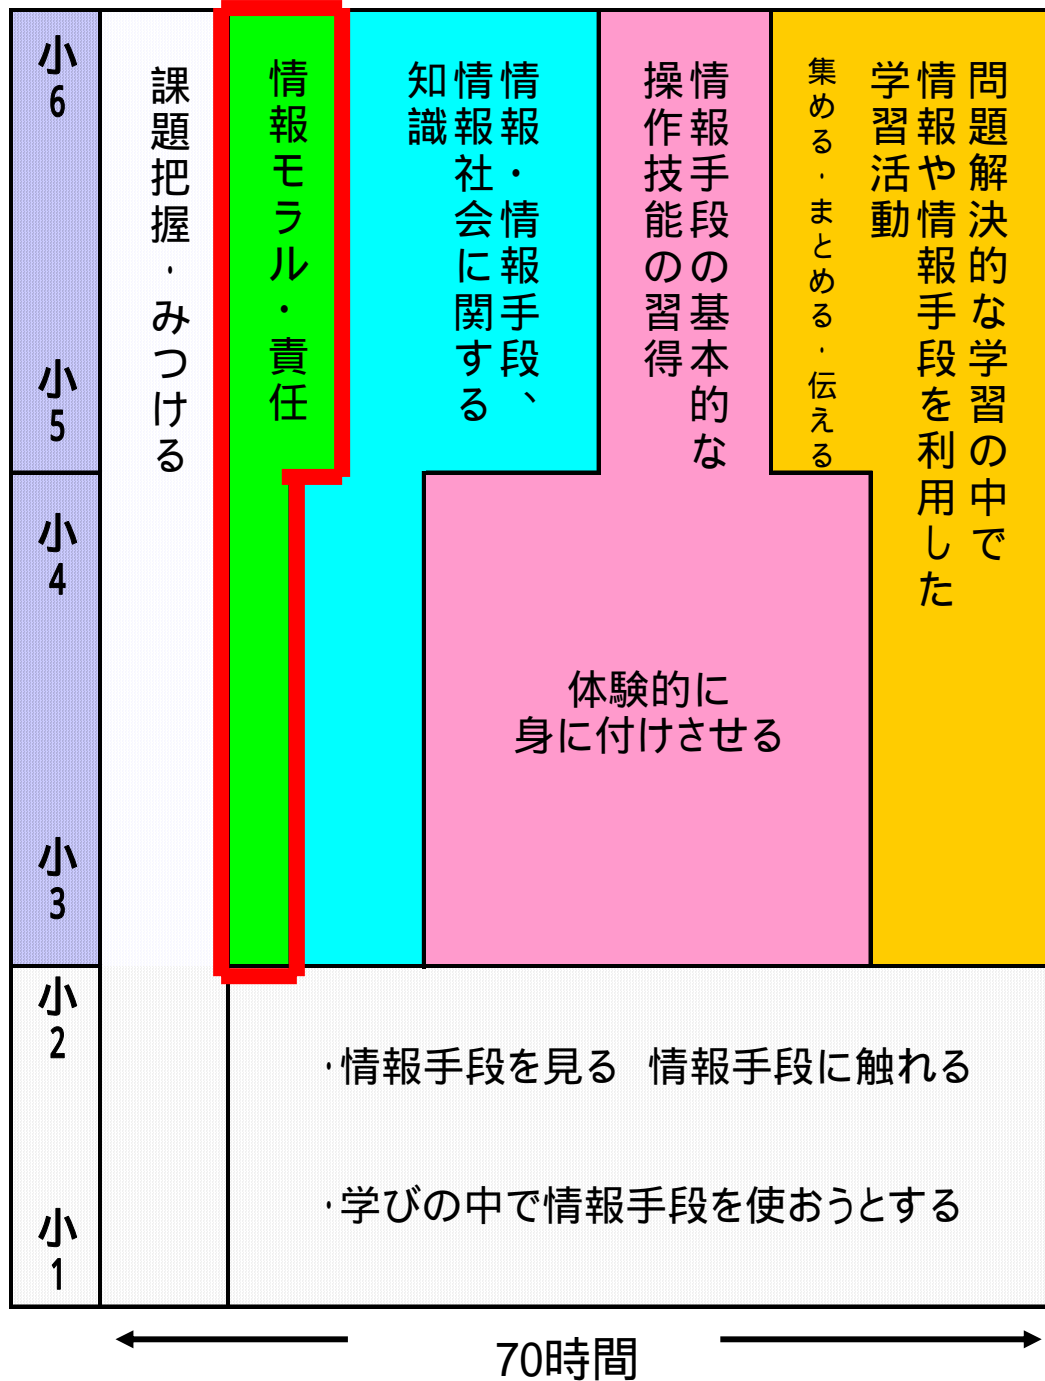 小6
小5
小4
小3
小2
小1
課題把握・みつける
情報モラル・責任
情報・情報手段、
情報社会に関する
知識
情報手段の基本的な
操作技能の習得
問題解決的な学習の中で
情報や情報手段を利用した
学習活動
集める・まとめる・伝える
体験的に
身に付けさせる
・情報手段を見る 情報手段に触れる
・学びの中で情報手段を使おうとする
70時間